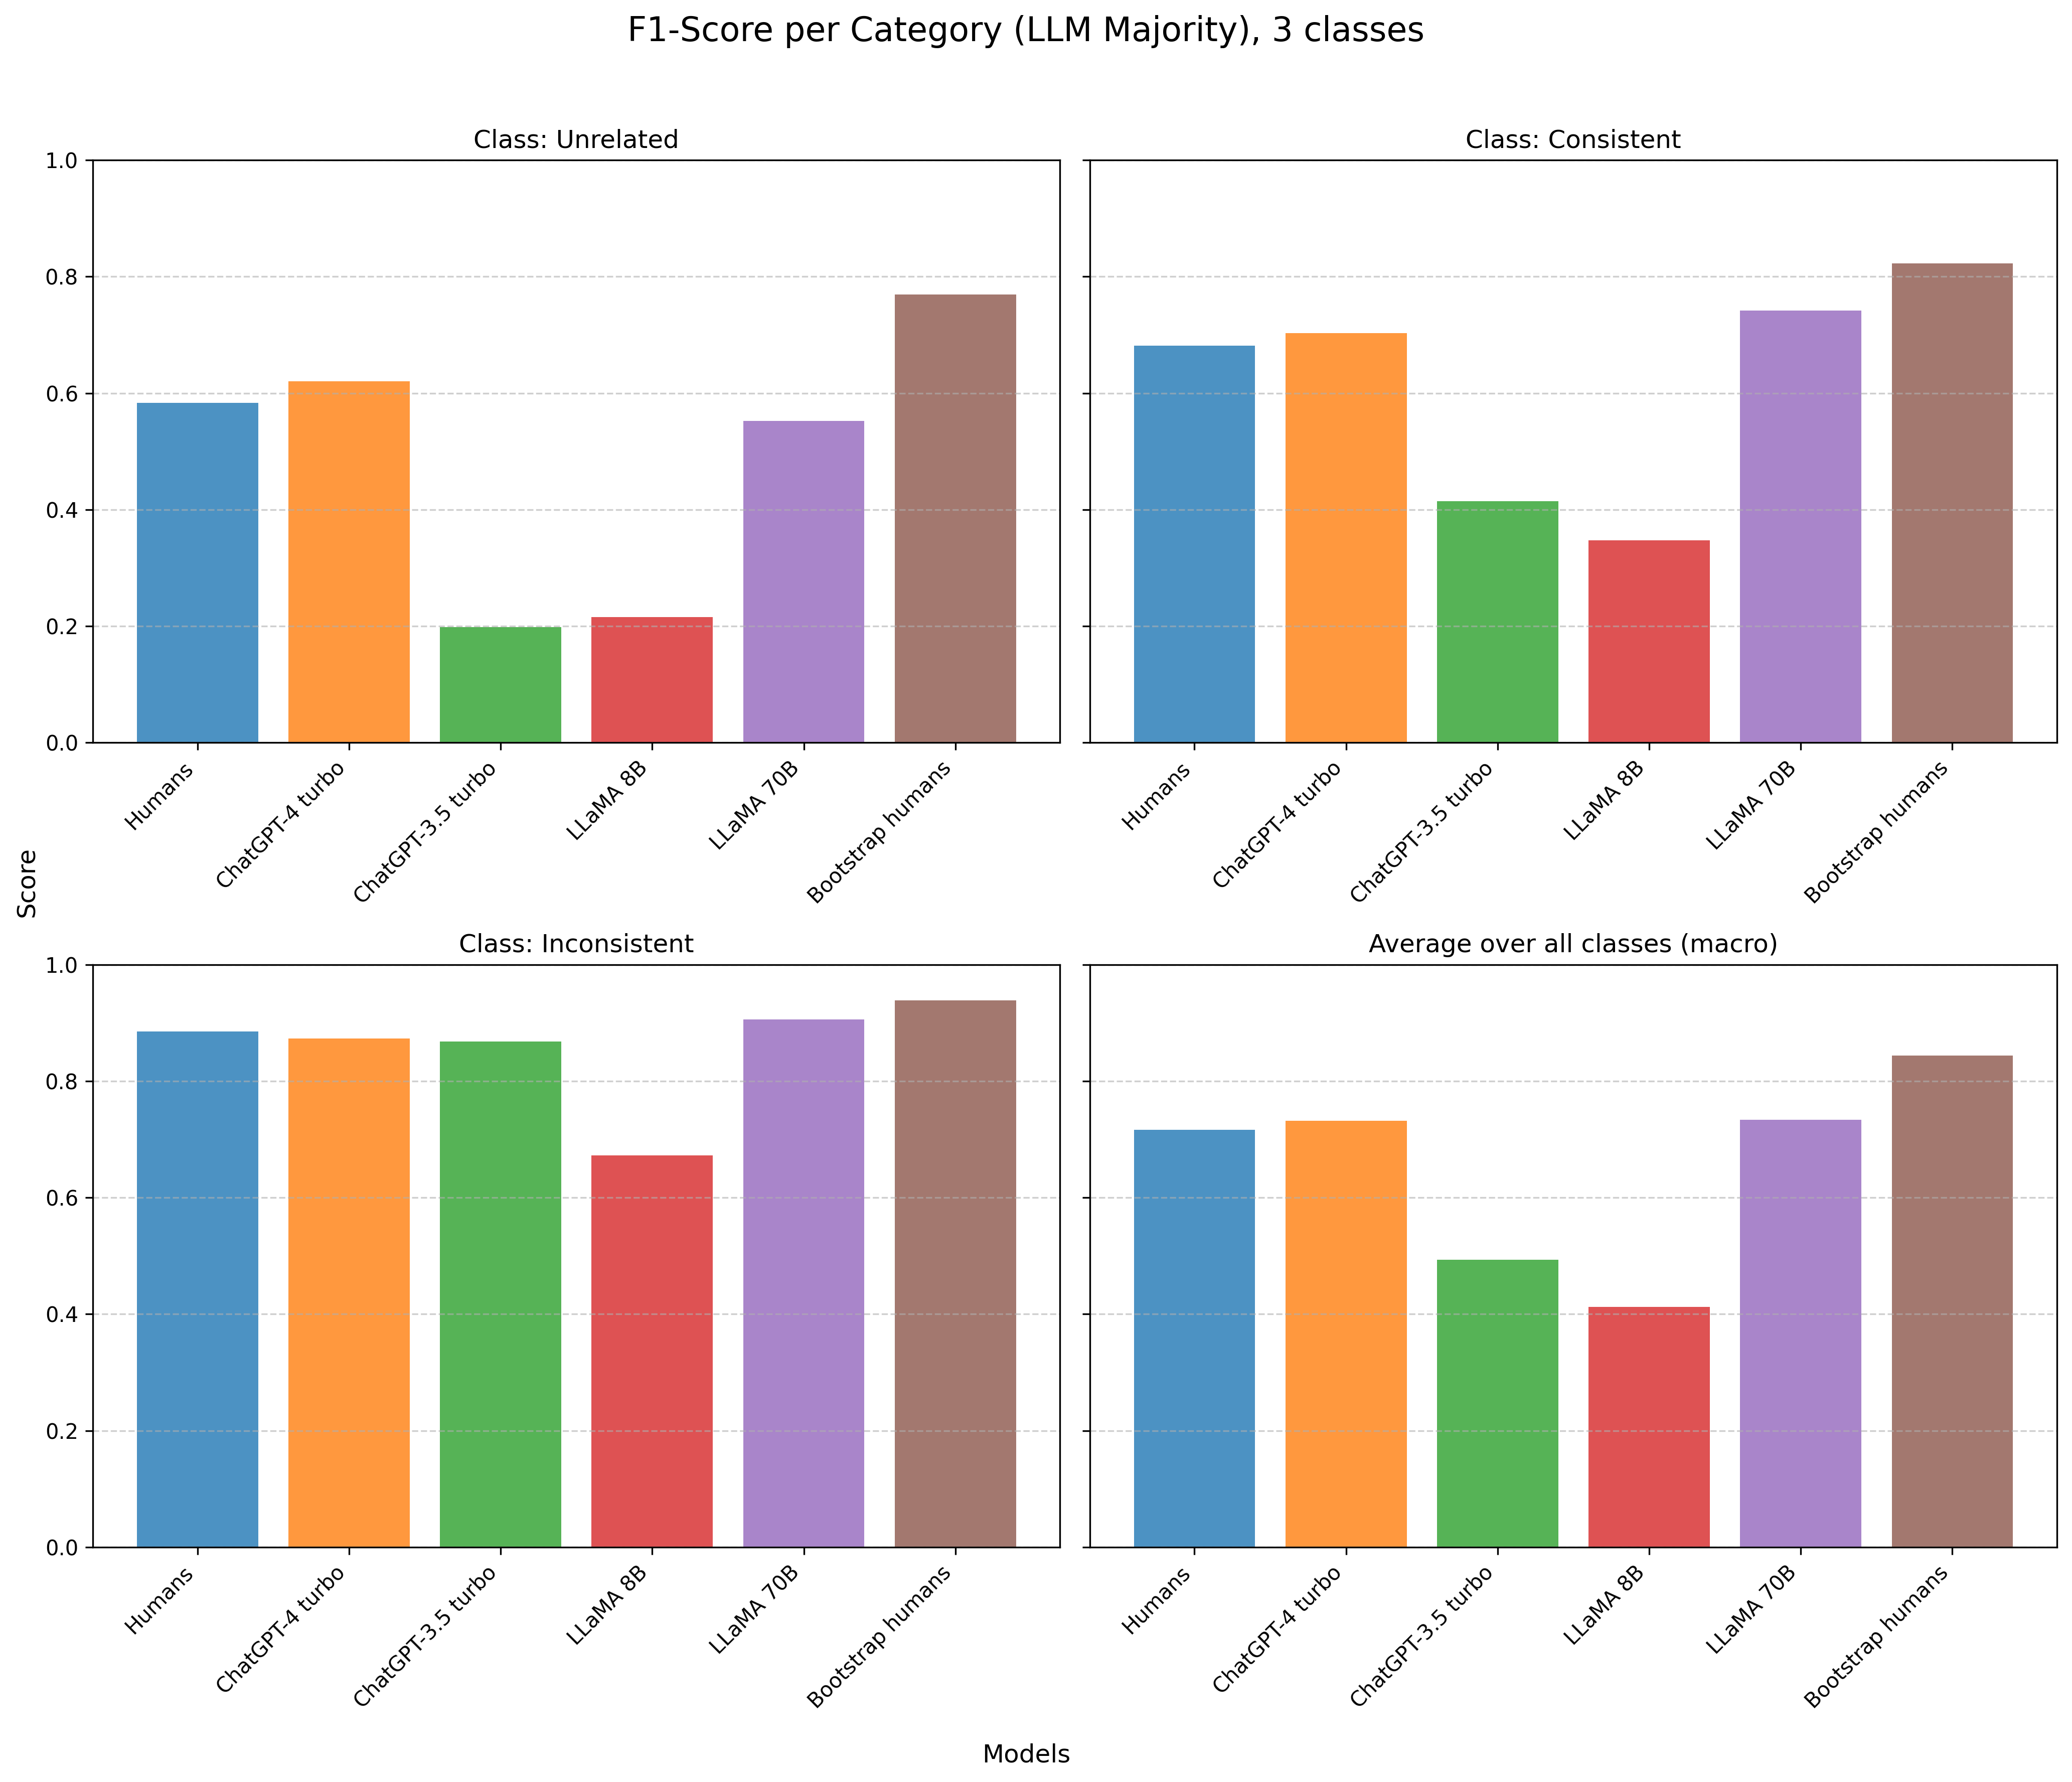 F1-Score per Category (LLM Majority), 3 classes
Class: Unrelated
1.0
0.8
0.6
0.4
0.2
0.0
Humans
ChatGPT-4 turbo
ChatGPT-3.5 turbo
LLaMA 8B
LLaMA 70B
Bootstrap humans
Class: Consistent
Humans
ChatGPT-4 turbo
ChatGPT-3.5 turbo
LLaMA 8B
LLaMA 70B
Bootstrap humans
Score
Class: Inconsistent
1.0
0.8
0.6
0.4
0.2
0.0
Humans
ChatGPT-4 turbo
ChatGPT-3.5 turbo
LLaMA 8B
LLaMA 70B
Bootstrap humans
Average over all classes (macro)
Humans
ChatGPT-4 turbo
ChatGPT-3.5 turbo
LLaMA 8B
LLaMA 70B
Bootstrap humans
Models